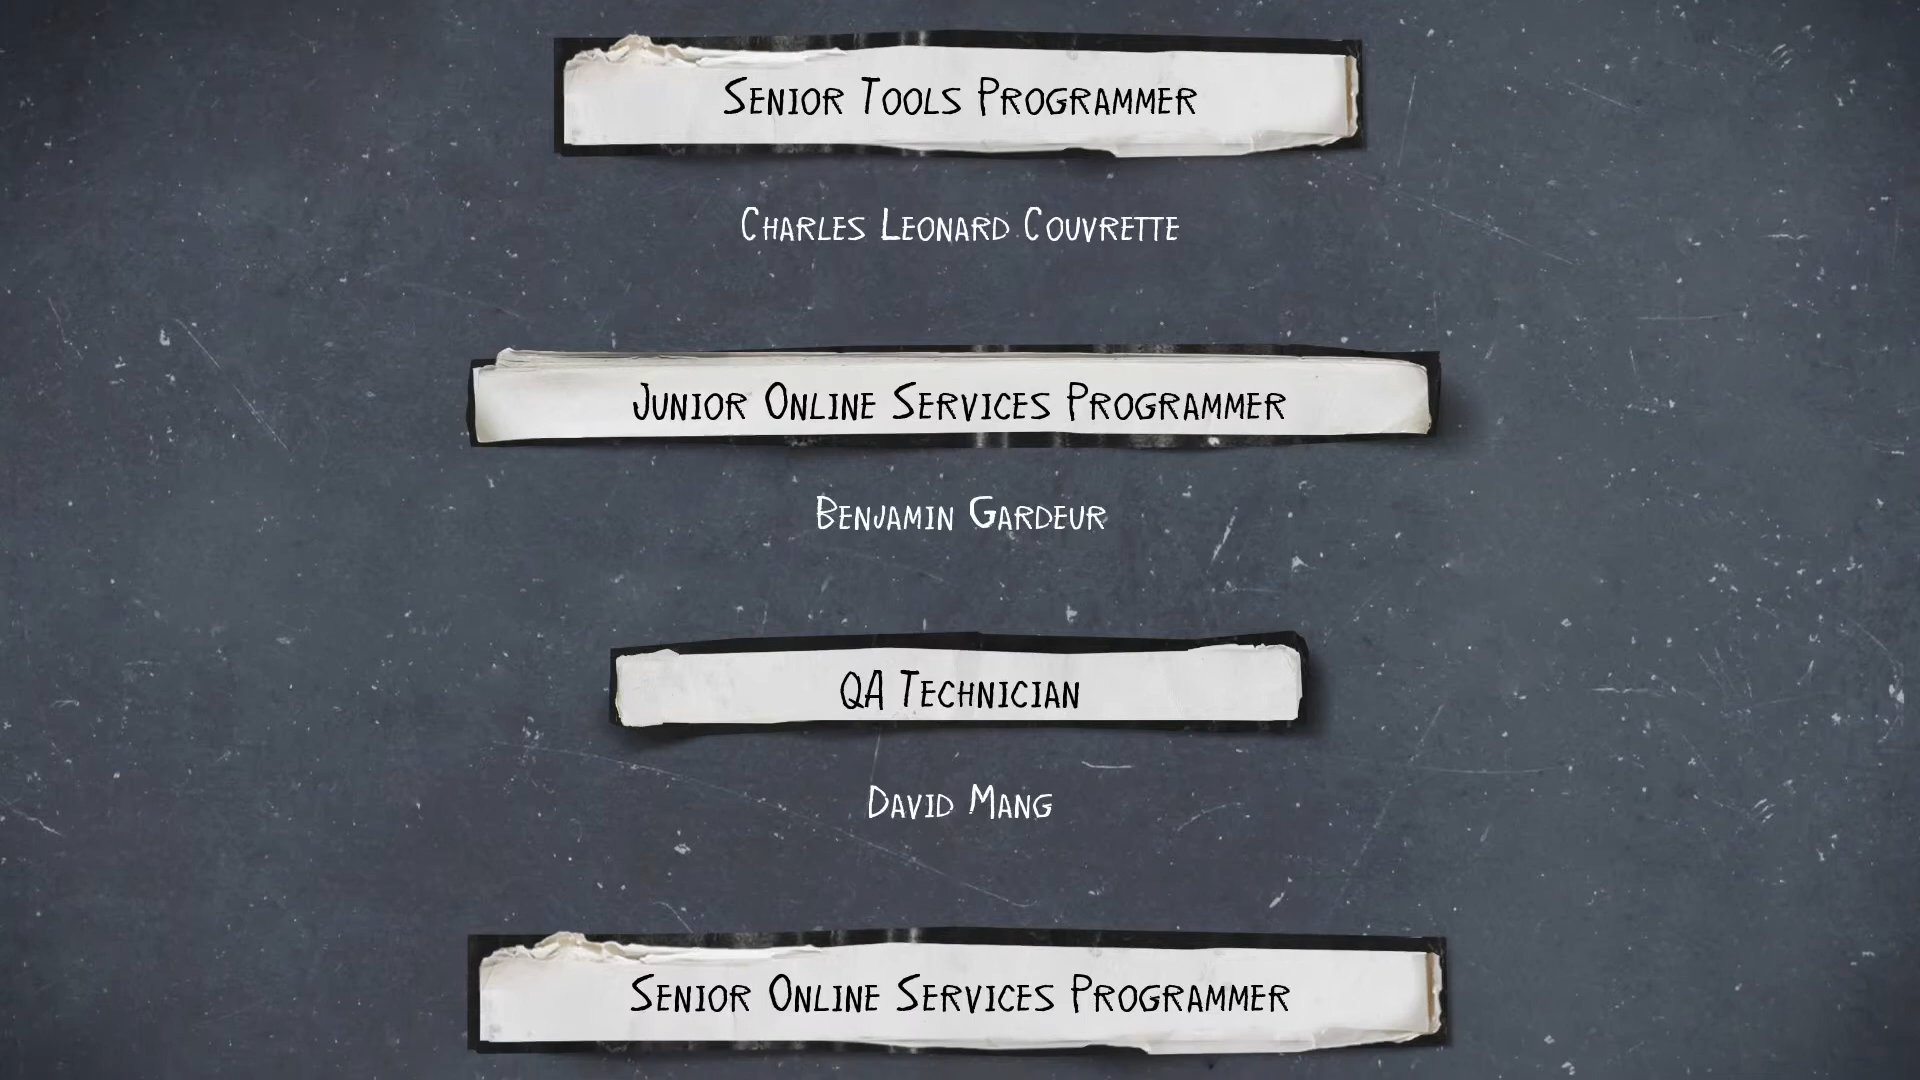 Senior Tools Programmer
Charles Leonard Couvrette
Junior Online Services Programmer
Benjamin Gardeur
QA Technician
David Mang
Senior Online Services Programmer